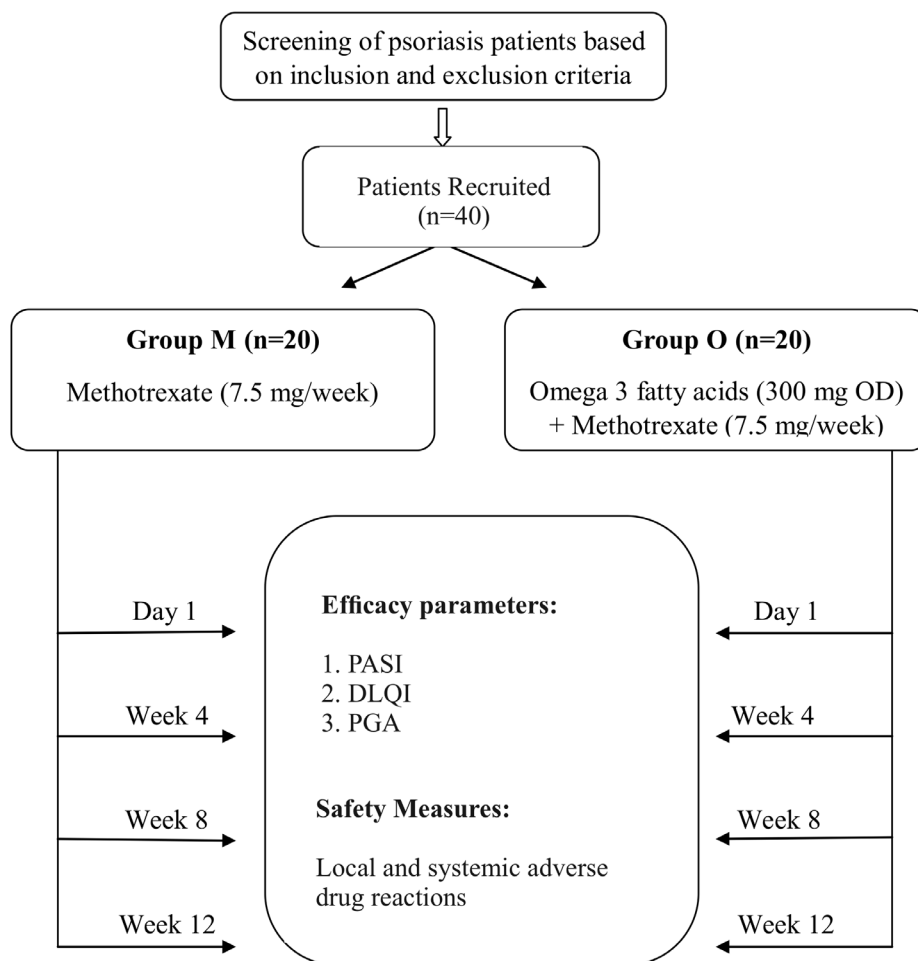 Screening of psoriasis patients based
on inclusion and exclusion criteria
Patients Recruited
(n=40)
Group M (n=20)
Methotrexate (7.5 mg/week)
Group O (n=20)
Omega 3 fatty acids (300 mg OD)
+ Methotrexate (7.5 mg/week)
Day 1
Week 4
Week 8
Week 12
Efficacy parameters:
1. PASI
2. DLQI
3. PGA
Safety Measures:
Local and systemic adverse
drug reactions
Day 1
Week 4
Week 8
Week 12